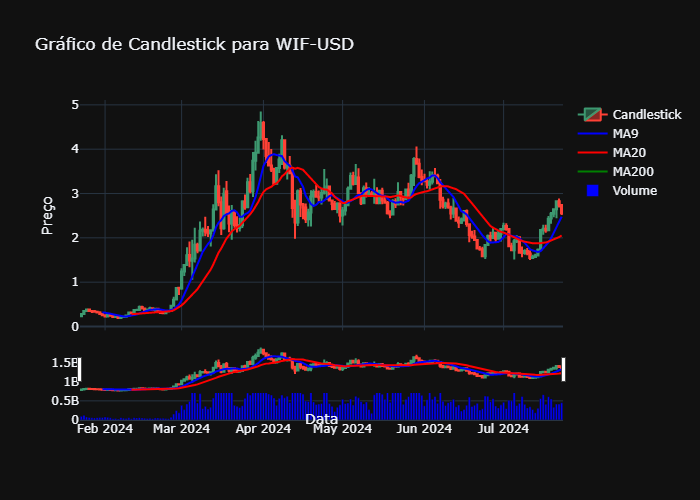 Gráfico de Candlestick para WIF-USD
5
4
3
2
1
0
Preço
Candlestick
MA9
MA20
MA200
Volume
1.5B
1B
0.5B
0
Data
Feb 2024
Mar 2024
Apr 2024
May 2024
Jun 2024
Jul 2024